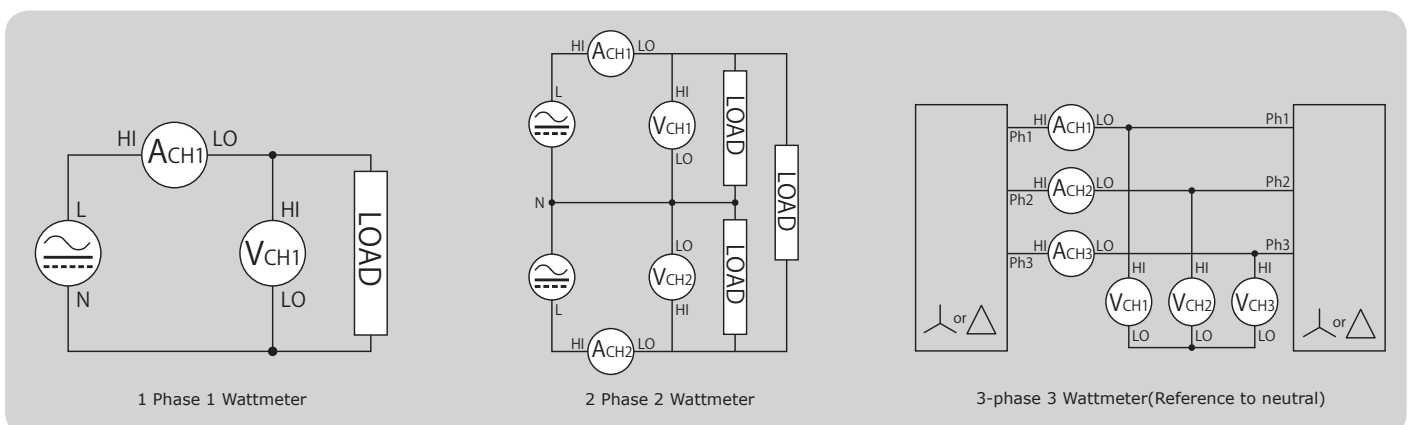 HI
ACH1
LO
L
HI
VCH1
LO
N
LOAD
1 Phase 1 Wattmeter
HI
ACH1
LO
L
HI
VCH1
LO
LOAD
LOAD
N
LO
VCH2
HI
LOAD
L
HI
ACH2
LO
2 Phase 2 Wattmeter
Ph1
HI
ACH1
LO
Ph1
Ph2
HI
ACH2
LO
Ph2
Ph3
HI
ACH3
LO
Ph3
HI
HI
HI
VCH1
VCH2
VCH3
LO
LO
LO
or
or
3-phase 3 Wattmeter(Reference to neutral)